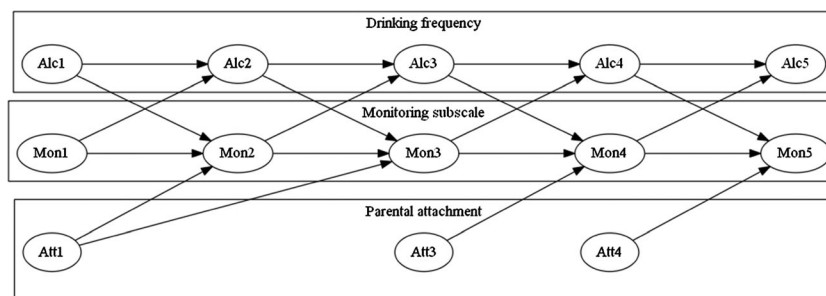 Drinking frequency
Alc1 Alc2 Alc3 Alc4 Alc5
Monitoring subscale
Mon1 Mon2 Mon3 Mon4 Mon5
Parental attachment
Att1 Att3 Att4